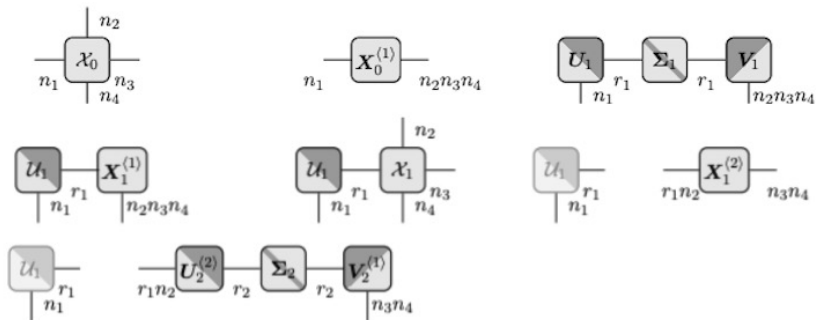 n₂
𝒳₀
n₁ n₃
n₄
X₀⟨¹⟩
n₁ n₂n₃n₄
U₁ Σ₁ V₁
r₁ r₁
n₁ n₂n₃n₄
𝒰₁ X₁⟨¹⟩
r₁
n₁ n₂n₃n₄
n₂
𝒰₁ 𝒳₁
r₁ n₃
n₁ n₄
𝒰₁ X₁⟨²⟩
r₁ r₁n₂ n₃n₄
n₁
𝒰₁ U₂⟨²⟩ Σ₂ V₂⟨¹⟩
r₁ r₁n₂ r₂ r₂
n₁ n₃n₄